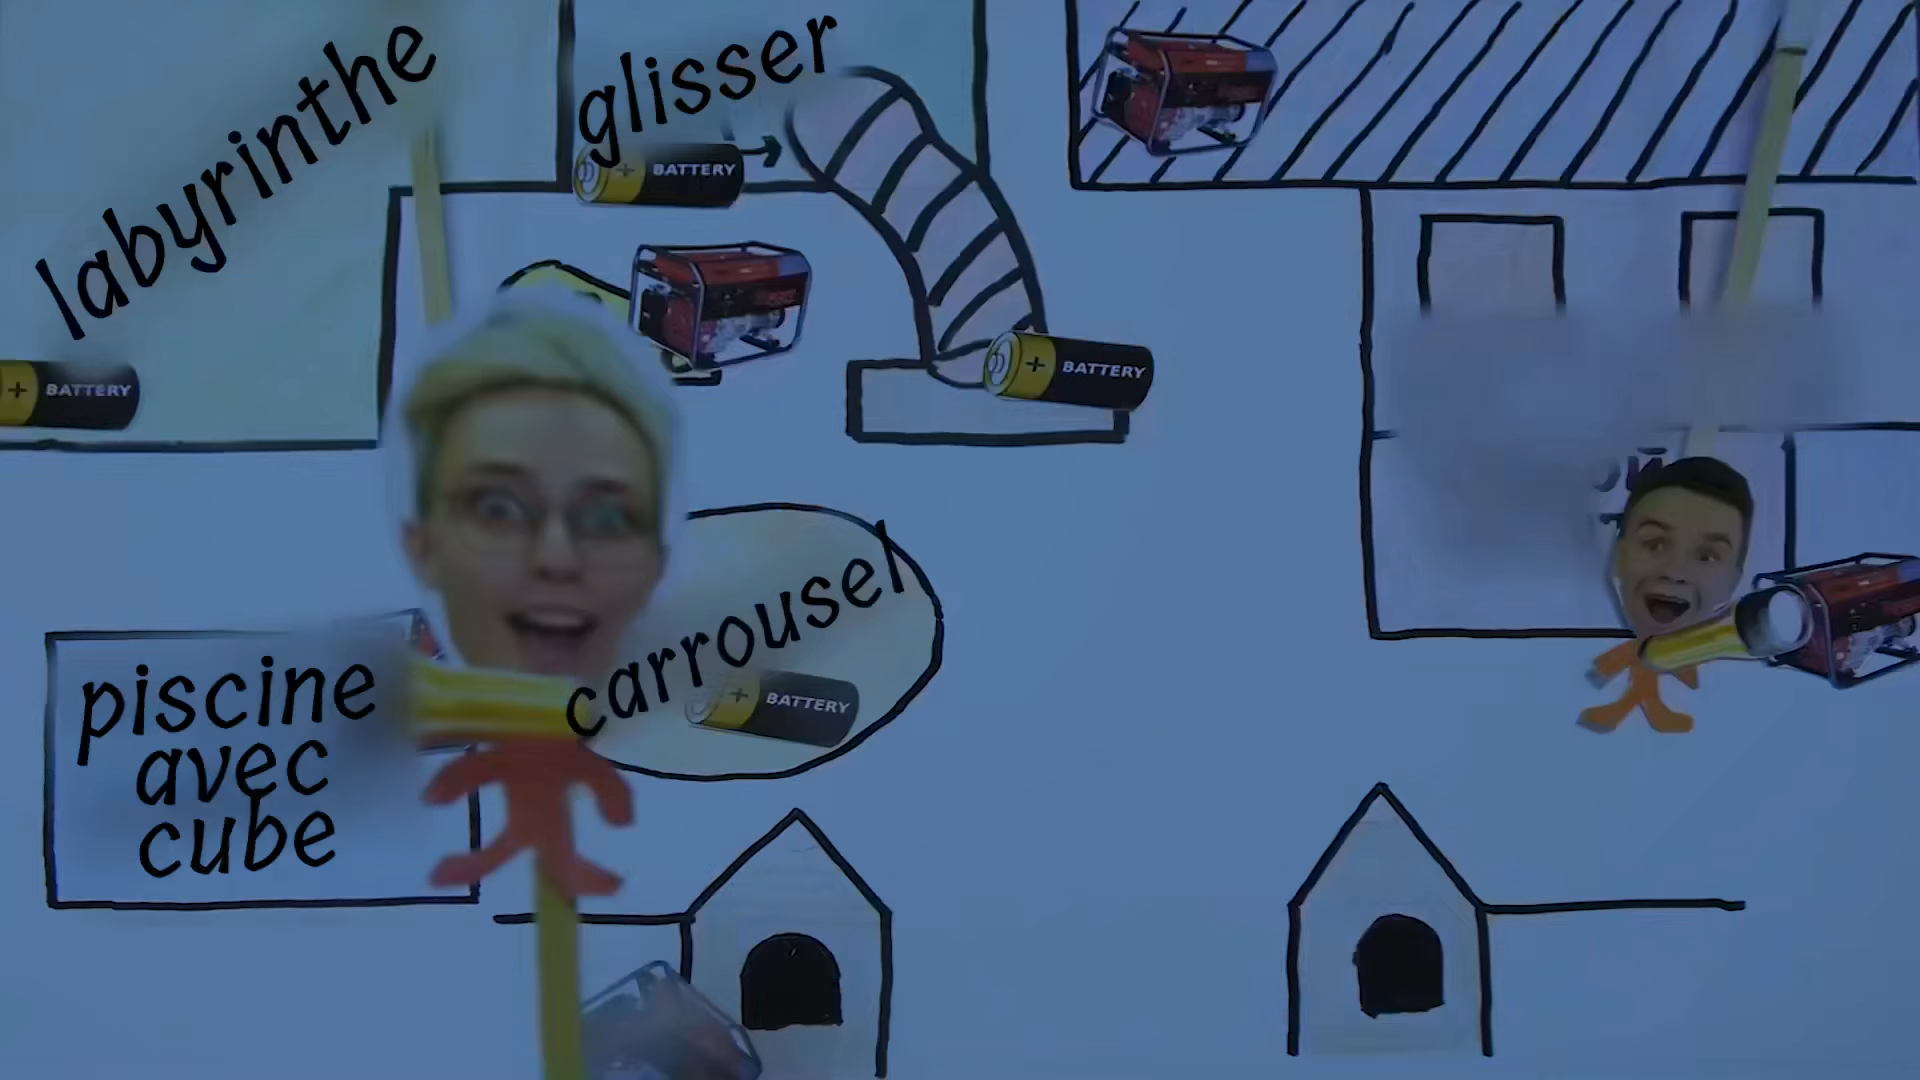 labyrinthe
glisser
BATTERY
BATTERY
BATTERY
carrousel
BATTERY
piscine
avec
cube